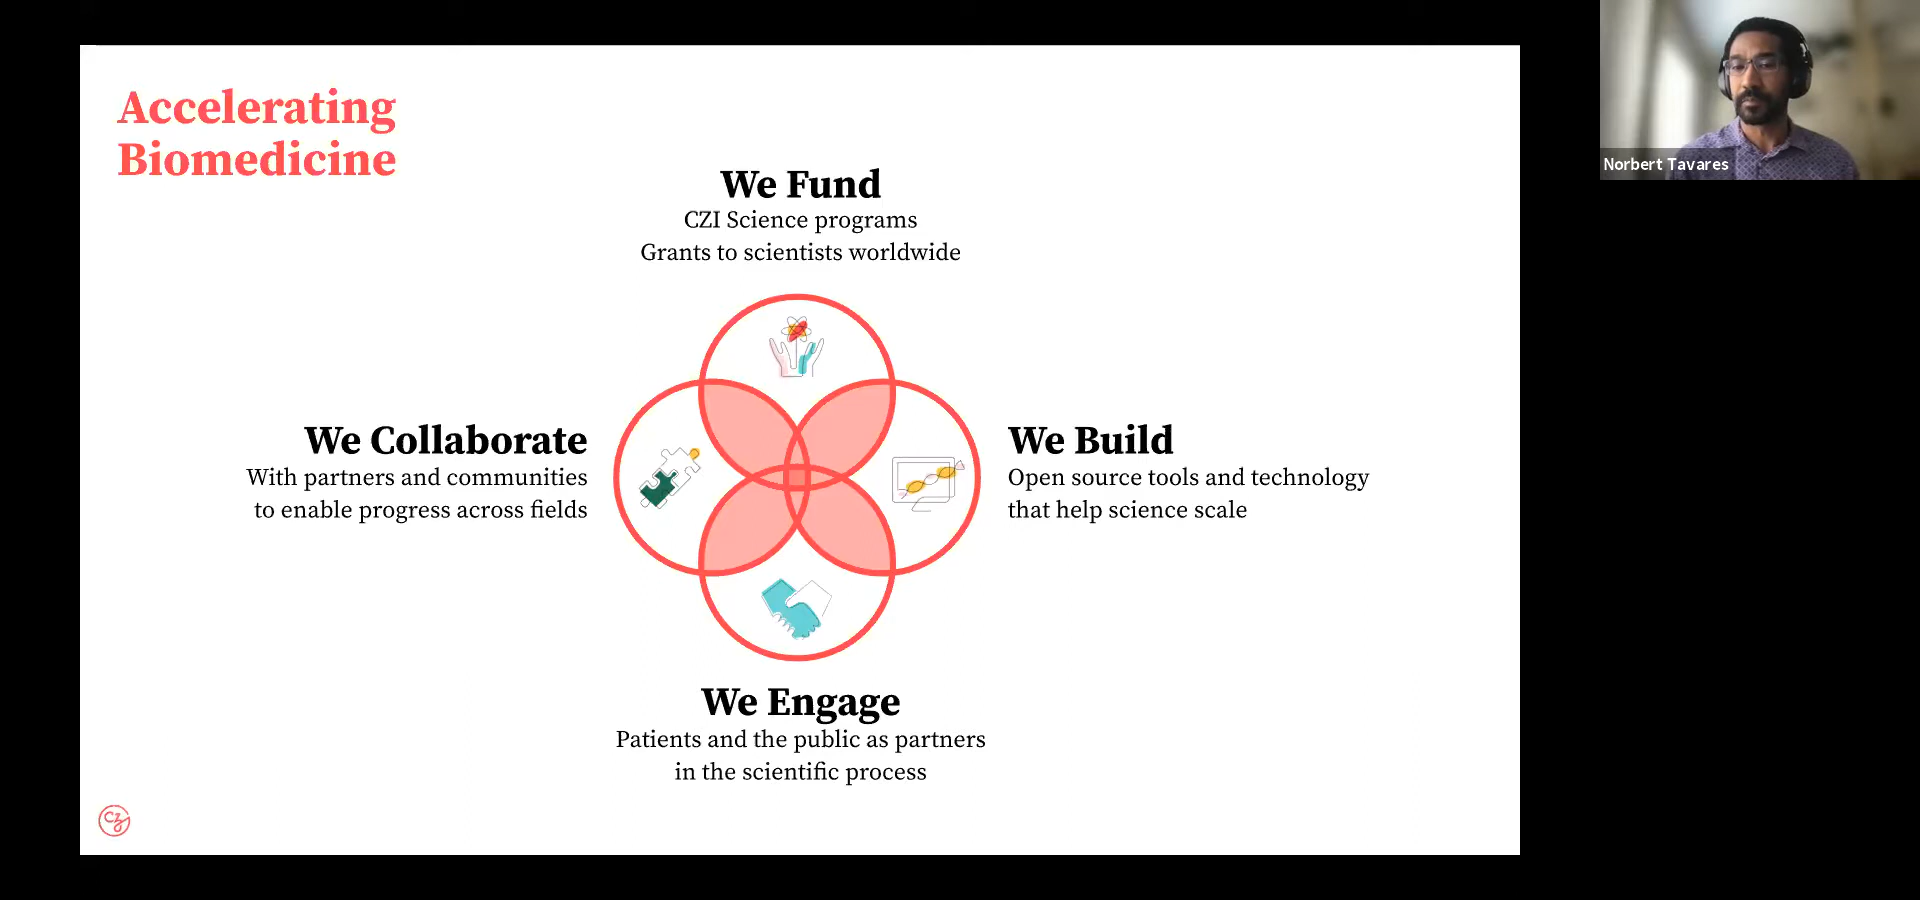 Accelerating
Biomedicine
We Fund
CZI Science programs
Grants to scientists worldwide
We Collaborate
With partners and communities
to enable progress across fields
We Build
Open source tools and technology
that help science scale
We Engage
Patients and the public as partners
in the scientific process
CZI
Norbert Tavares